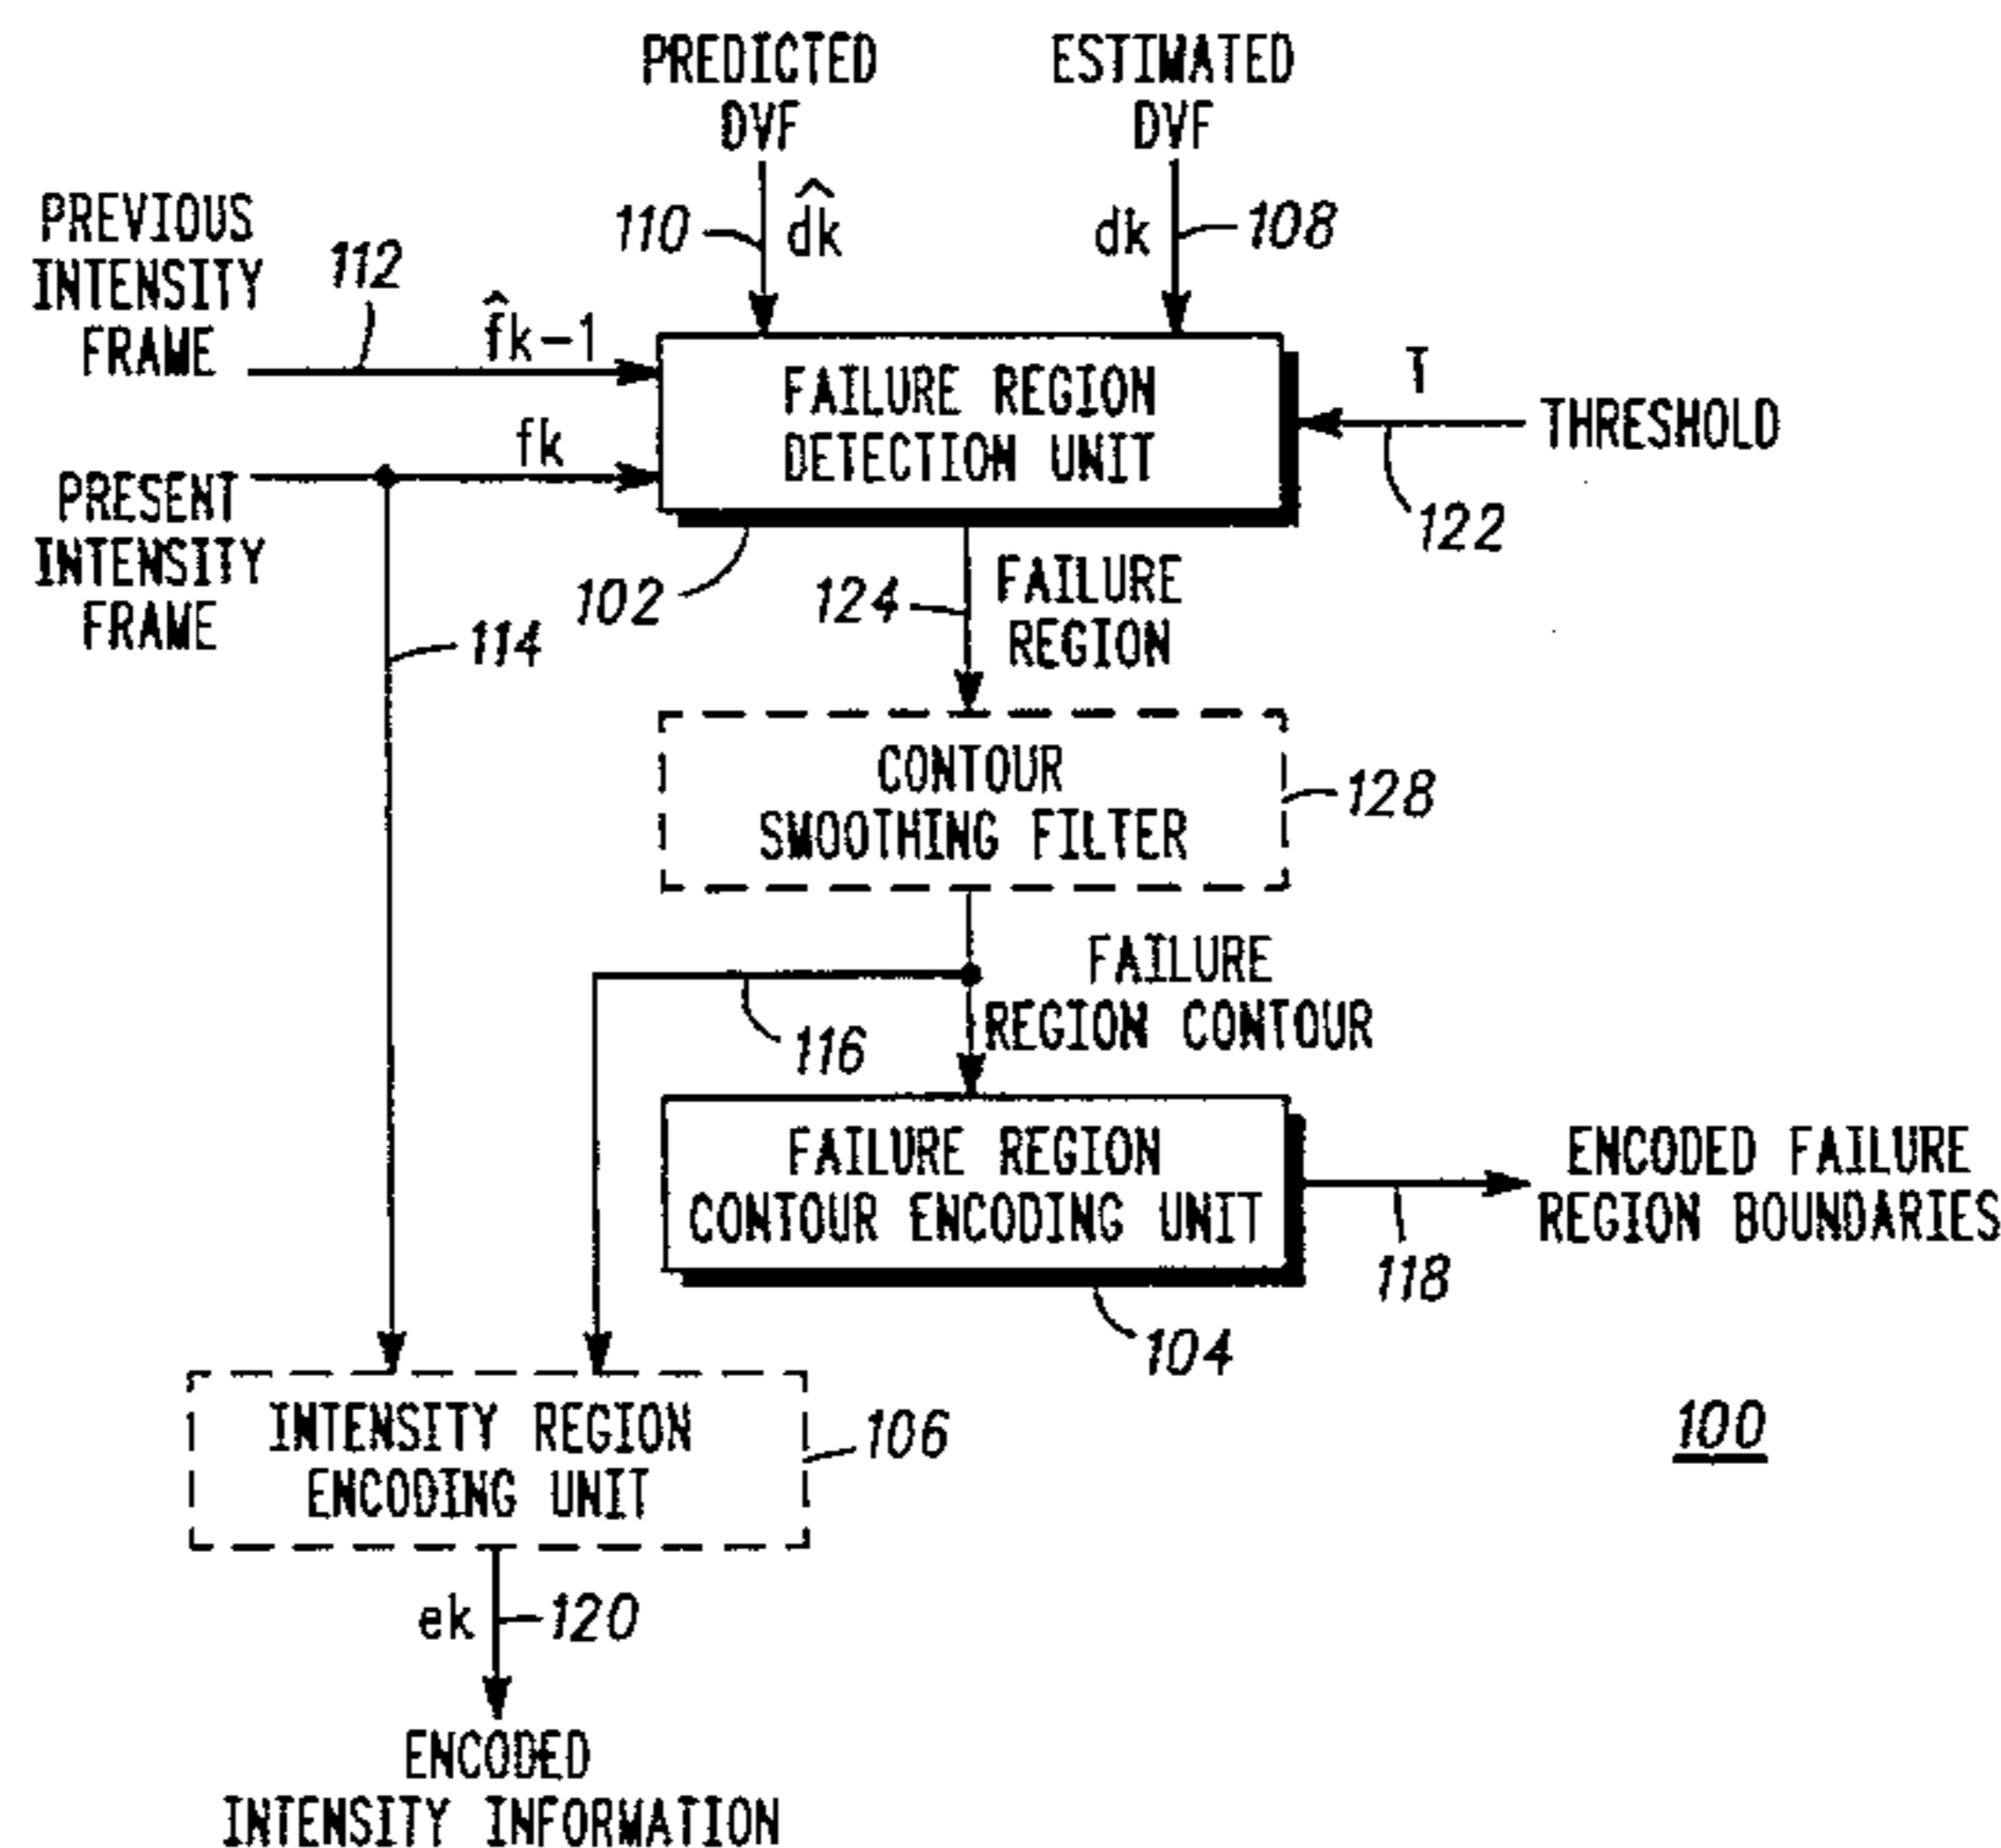 PREDICTED
DVF
ESTIMATED
DVF
PREVIOUS
INTENSITY
FRAME
112
110
d̂k
dk
108
f̂k-1
fk
PRESENT
INTENSITY
FRAME
FAILURE REGION
DETECTION UNIT
T
THRESHOLD
122
102
124
FAILURE
REGION
114
CONTOUR
SMOOTHING FILTER
128
FAILURE
REGION CONTOUR
116
FAILURE REGION
CONTOUR ENCODING UNIT
ENCODED FAILURE
REGION BOUNDARIES
118
104
INTENSITY REGION
ENCODING UNIT
106
100
ek
120
ENCODED
INTENSITY INFORMATION